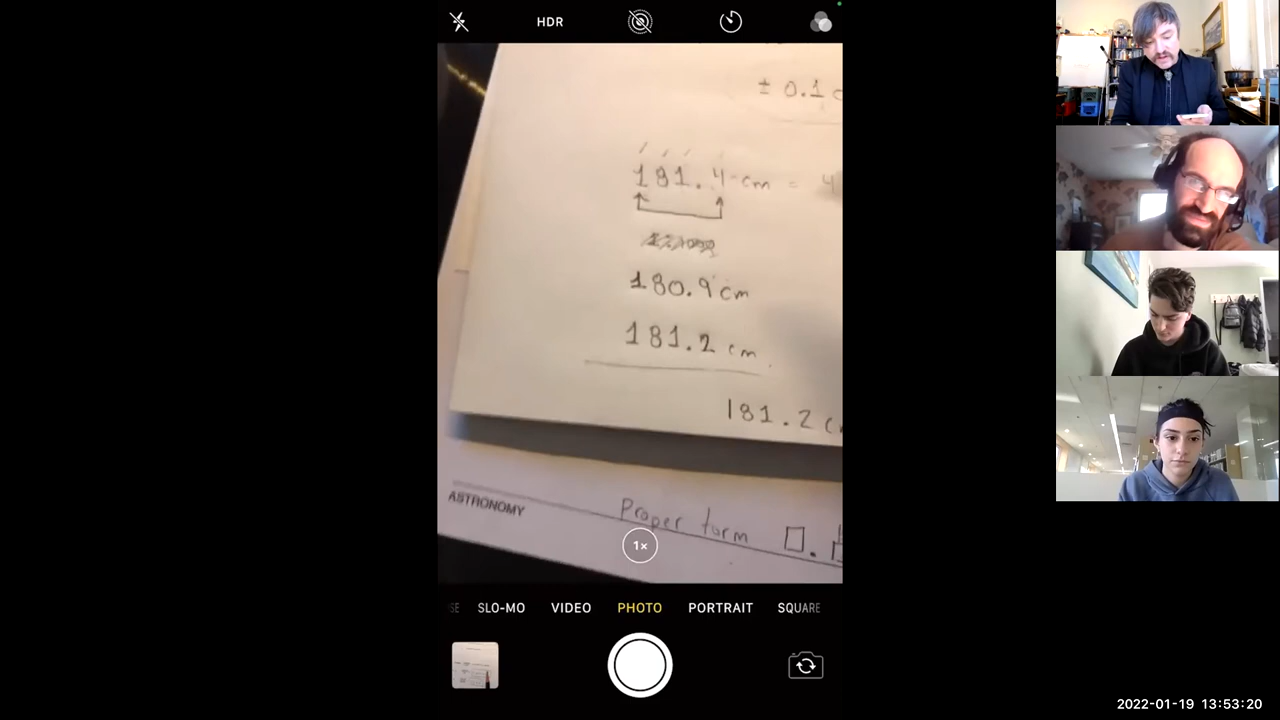 HDR
± 0.1 c
181.4 cm = 4
180.9 cm
181.2 cm
181.2 c
ASTRONOMY
Proper form
1×
SLO-MO VIDEO PHOTO PORTRAIT SQUARE
2022-01-19 13:53:20